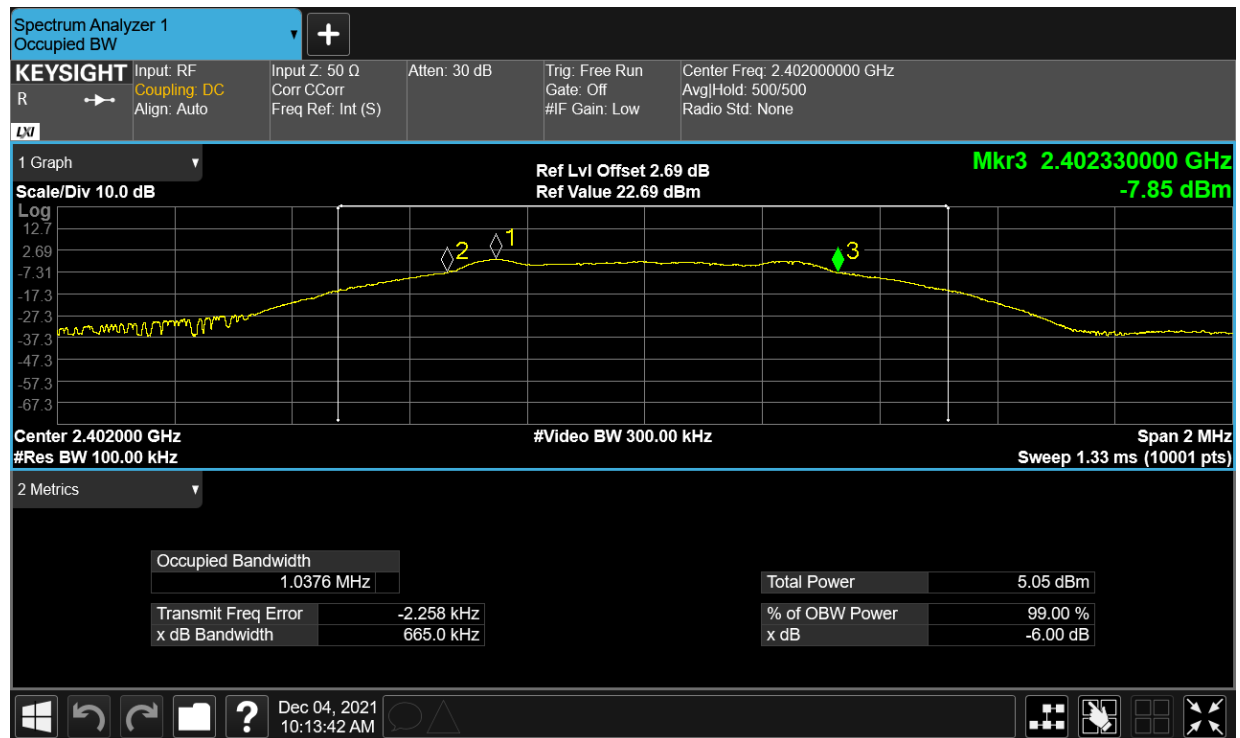 Spectrum Analyzer 1
Occupied BW
KEYSIGHT
R
LXI
Input: RF
Coupling: DC
Align: Auto
Input Z: 50 Ω
Corr CCorr
Freq Ref: Int (S)
Atten: 30 dB
Trig: Free Run
Gate: Off
#IF Gain: Low
Center Freq: 2.402000000 GHz
Avg|Hold: 500/500
Radio Std: None
1 Graph
Scale/Div 10.0 dB
Ref Lvl Offset 2.69 dB
Ref Value 22.69 dBm
Mkr3 2.402330000 GHz
-7.85 dBm
Log
12.7
2.69
-7.31
-17.3
-27.3
-37.3
-47.3
-57.3
-67.3
2
1
3
Center 2.402000 GHz
#Res BW 100.00 kHz
#Video BW 300.00 kHz
Span 2 MHz
Sweep 1.33 ms (10001 pts)
2 Metrics
Occupied Bandwidth
1.0376 MHz
Transmit Freq Error -2.258 kHz
x dB Bandwidth 665.0 kHz
Total Power 5.05 dBm
% of OBW Power 99.00 %
x dB -6.00 dB
?
Dec 04, 2021
10:13:42 AM